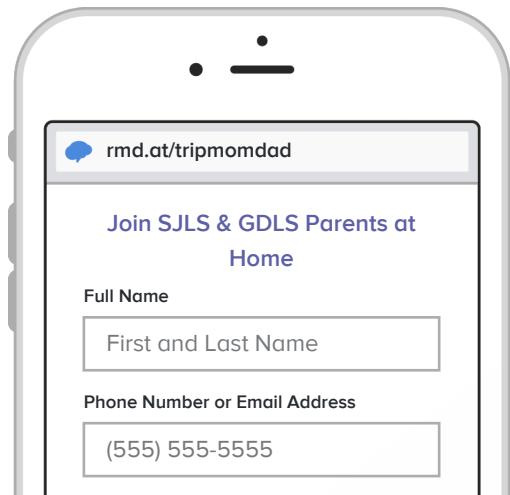 rmd.at/tripmomdad
Join SJLS & GDLS Parents at
Home
Full Name
First and Last Name
Phone Number or Email Address
(555) 555-5555